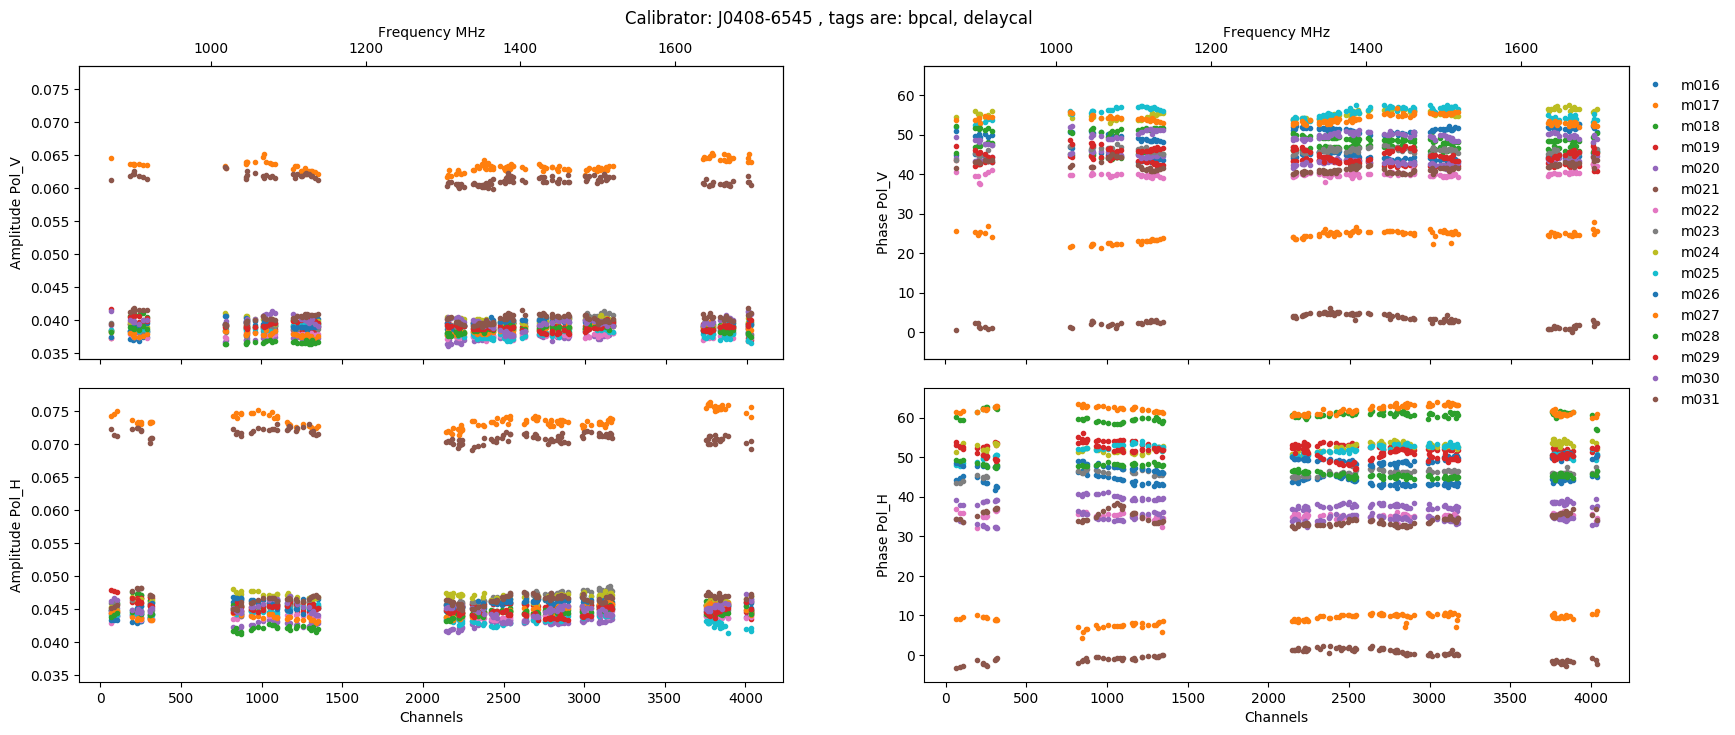 Calibrator: J0408-6545 , tags are: bpcal, delaycal
Frequency MHz
1000 1200 1400 1600
Amplitude Pol_V
0.075
0.070
0.065
0.060
0.055
0.050
0.045
0.040
0.035
Frequency MHz
1000 1200 1400 1600
Phase Pol_V
60
50
40
30
20
10
0
m016
m017
m018
m019
m020
m021
m022
m023
m024
m025
m026
m027
m028
m029
m030
m031
Amplitude Pol_H
0.075
0.070
0.065
0.060
0.055
0.050
0.045
0.040
0.035
0 500 1000 1500 2000 2500 3000 3500 4000
Channels
Phase Pol_H
60
50
40
30
20
10
0
0 500 1000 1500 2000 2500 3000 3500 4000
Channels